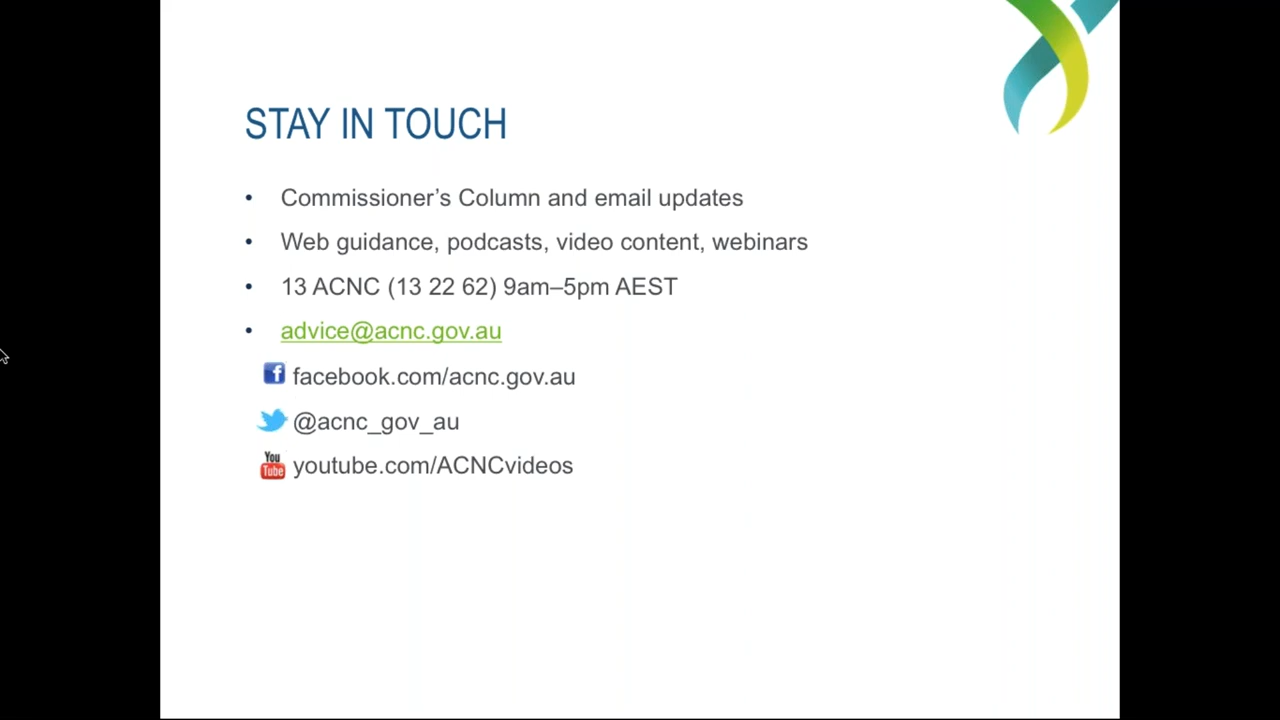 STAY IN TOUCH
• Commissioner’s Column and email updates
• Web guidance, podcasts, video content, webinars
• 13 ACNC (13 22 62) 9am–5pm AEST
• advice@acnc.gov.au
f facebook.com/acnc.gov.au
@acnc_gov_au
You Tube youtube.com/ACNCvideos